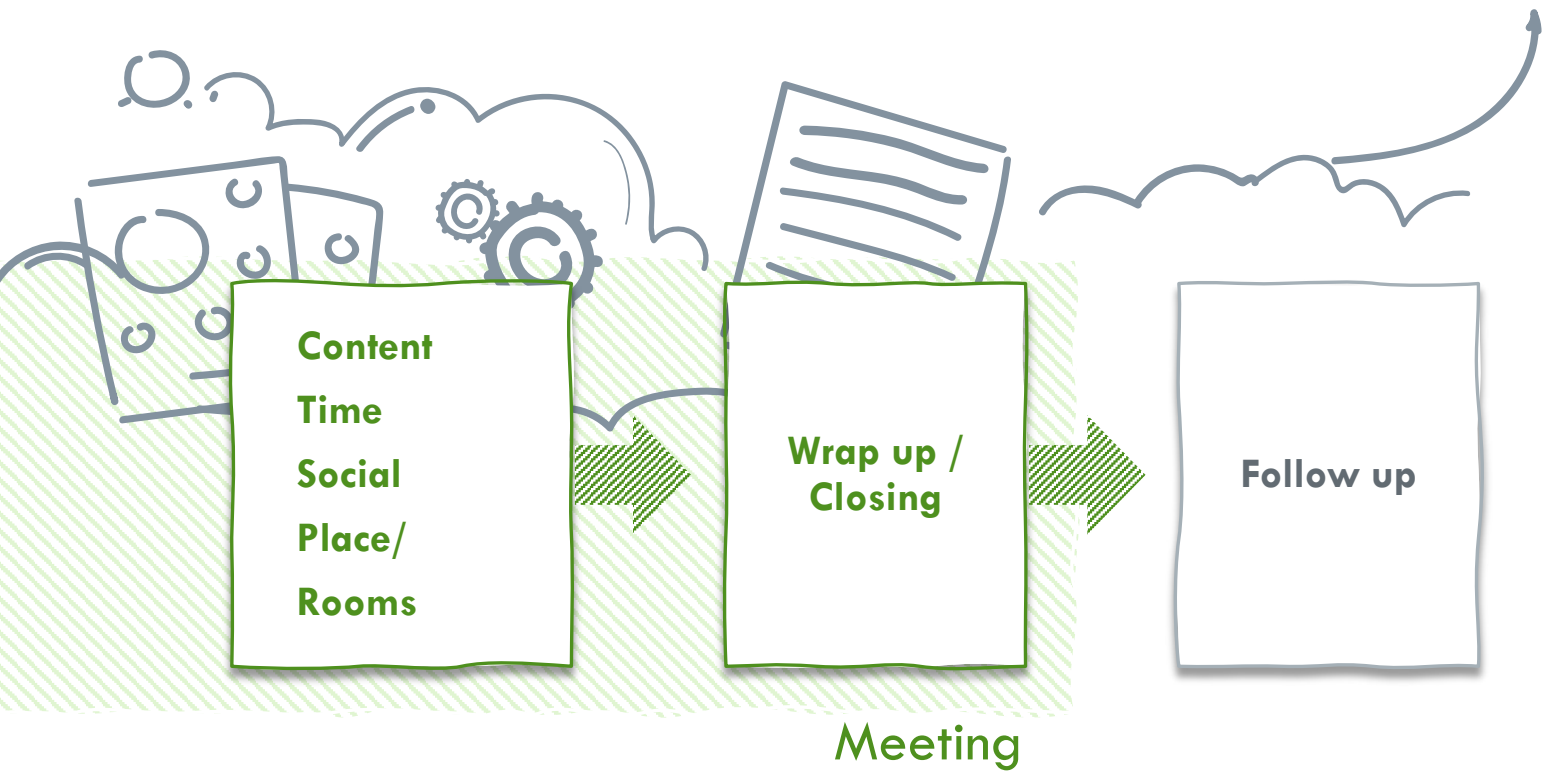 Content
Time
Social
Place/
Rooms
Wrap up /
Closing
Follow up
Meeting